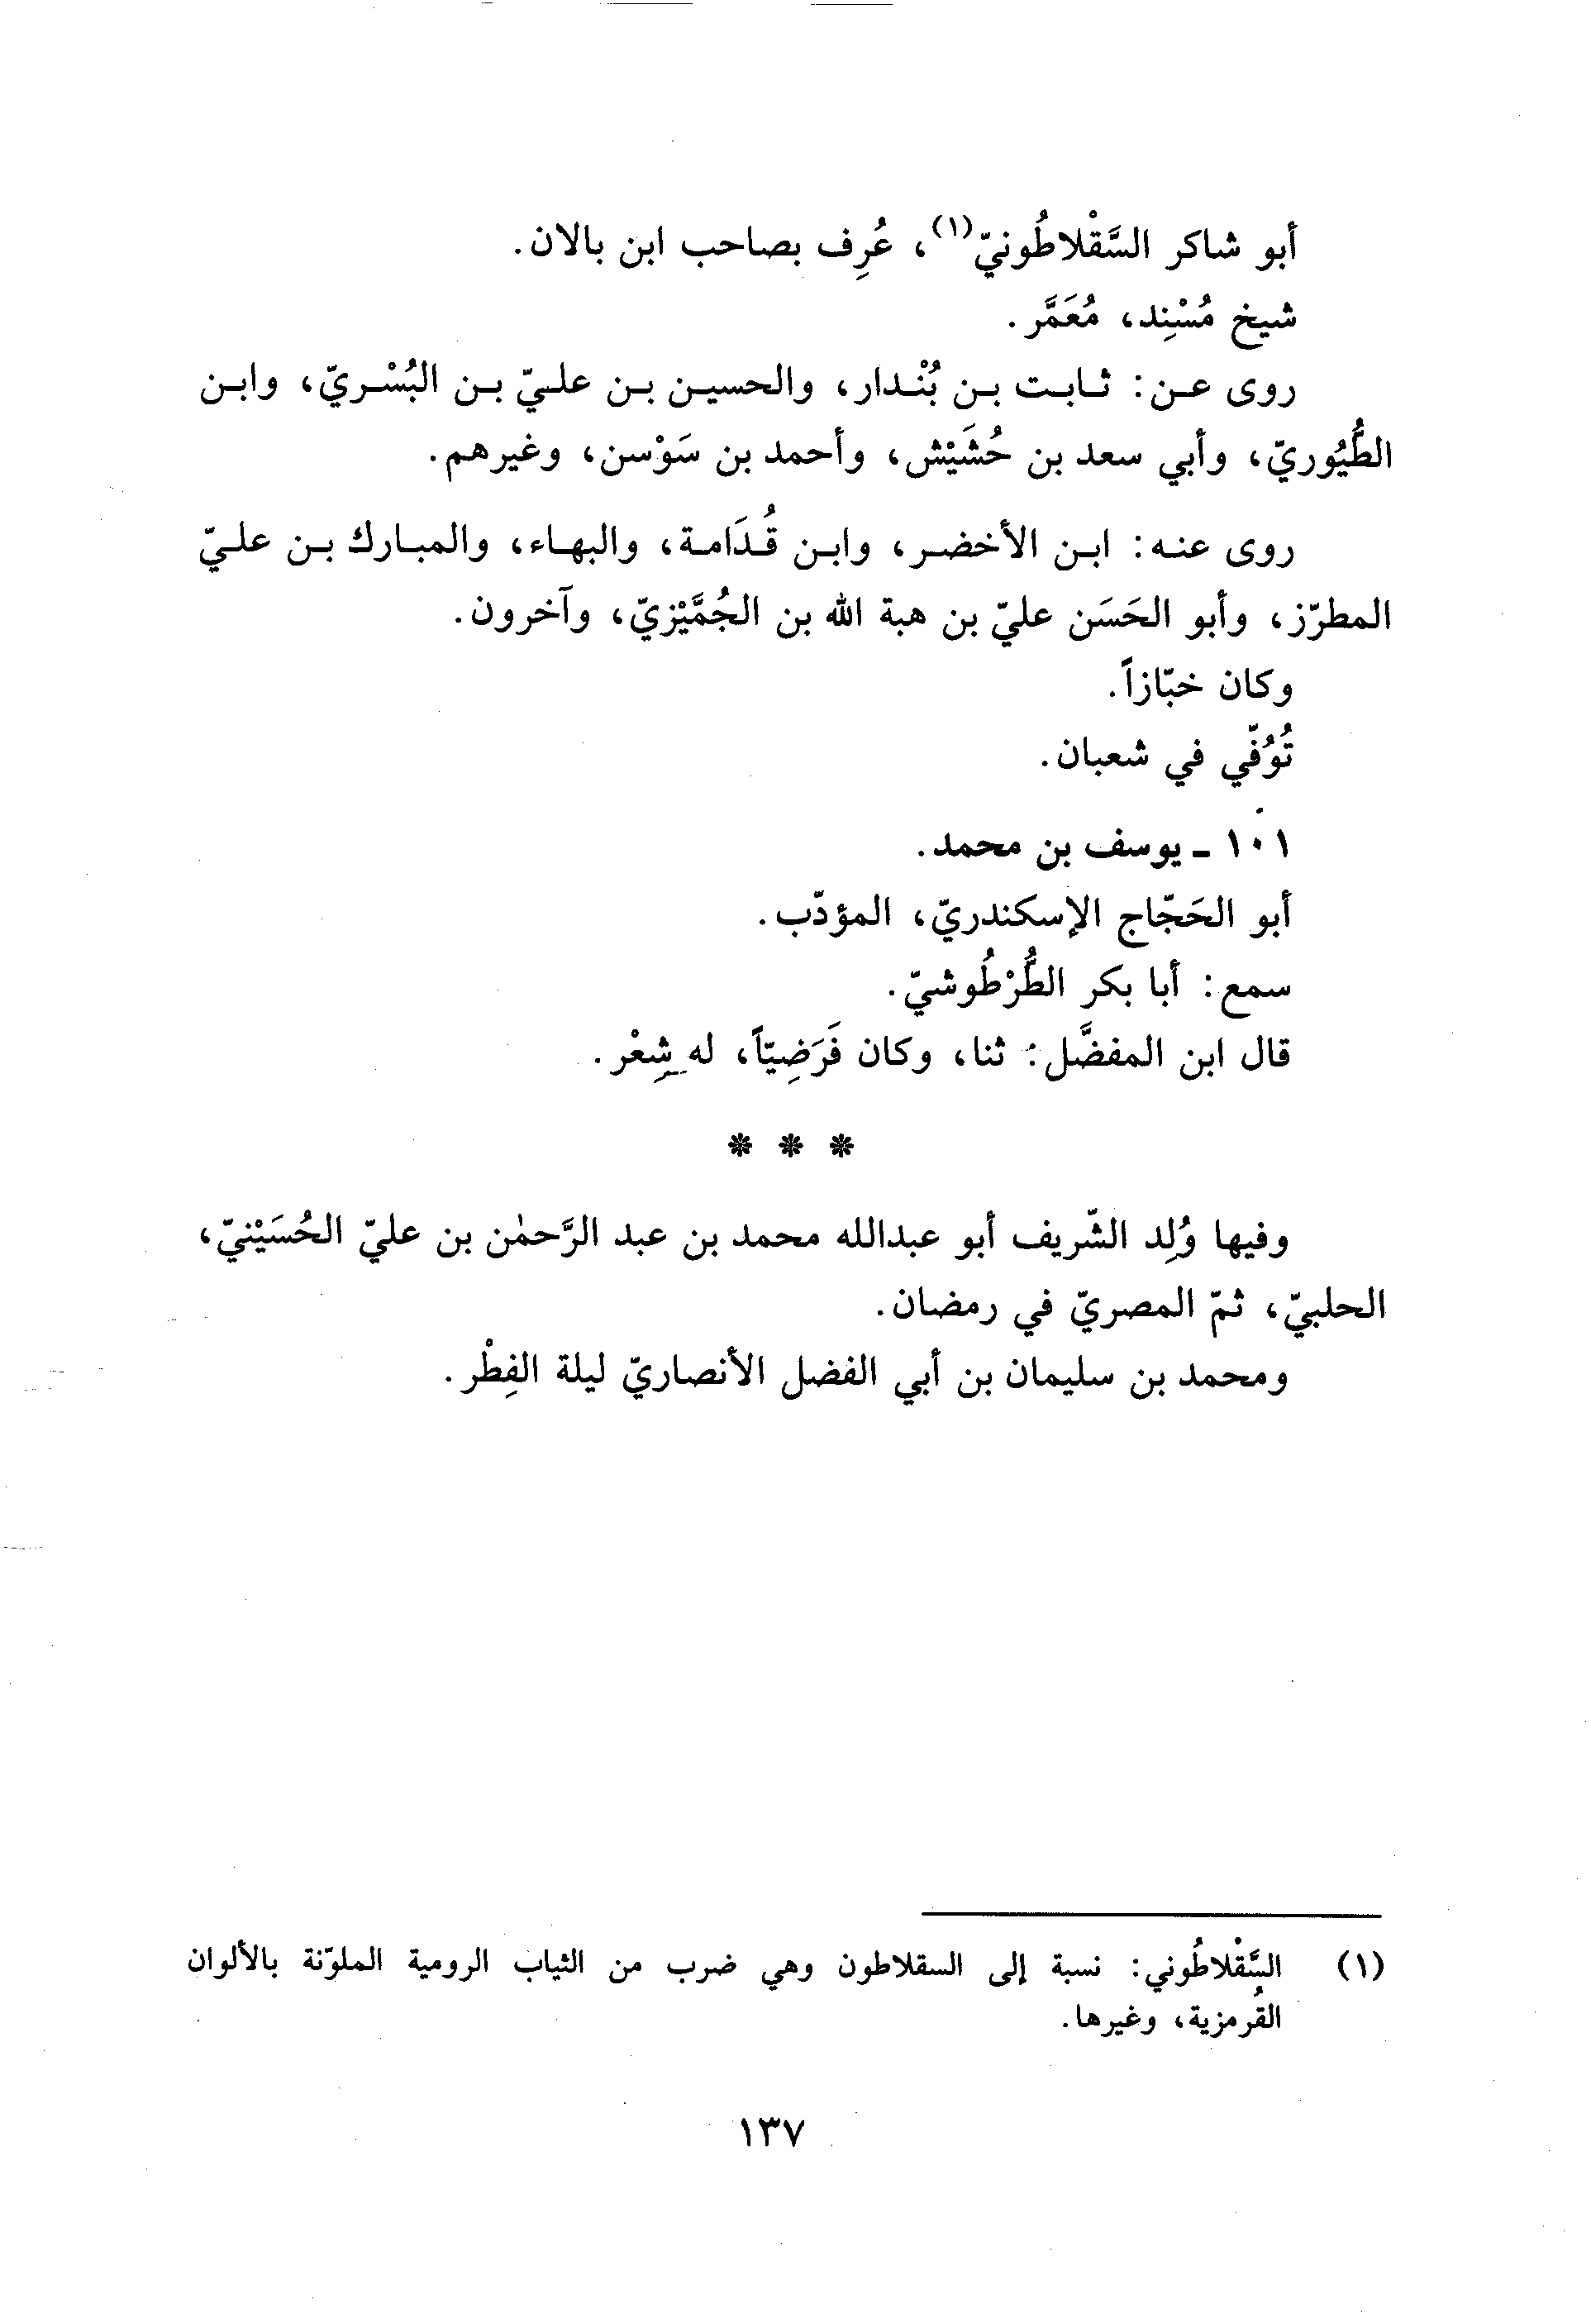 أبو شاكر السَّقْلاطُونيّ(١)، عُرِف بصاحب ابن بالان.
شيخ مُسْنِد، مُعَمَّر.
روى عن: ثابت بن بُنْدار، والحسين بن عليّ بن البُسْريّ، وابن
الطُّيُوريّ، وأبي سعد بن حُشَيْش، وأحمد بن سَوْسن، وغيرهم.
روى عنه: ابن الأخضر، وابن قُدَامة، والبهاء، والمبارك بن عليّ
المطرّز، وأبو الحَسَن عليّ بن هبة الله بن الجُمَّيْزيّ، وآخرون.
وكان خبّازاً.
تُوُفّي في شعبان.
١٠١ ـ يوسف بن محمد.
أبو الحَجّاج الإسكندريّ، المؤدّب.
سمع: أبا بكر الطُّرْطُوشيّ.
قال ابن المفضَّل: ثنا، وكان فَرَضِيّاً، له شِعْر.
* * *
وفيها وُلِد الشّريف أبو عبدالله محمد بن عبد الرَّحمٰن بن عليّ الحُسَيْنيّ،
الحلبيّ، ثمّ المصريّ في رمضان.
ومحمد بن سليمان بن أبي الفضل الأنصاريّ ليلة الفِطْر.
(١) السَّقْلاطُوني: نسبة إلى السقلاطون وهي ضرب من الثياب الرومية الملوّنة بالألوان
القُرمزية، وغيرها.
١٣٧